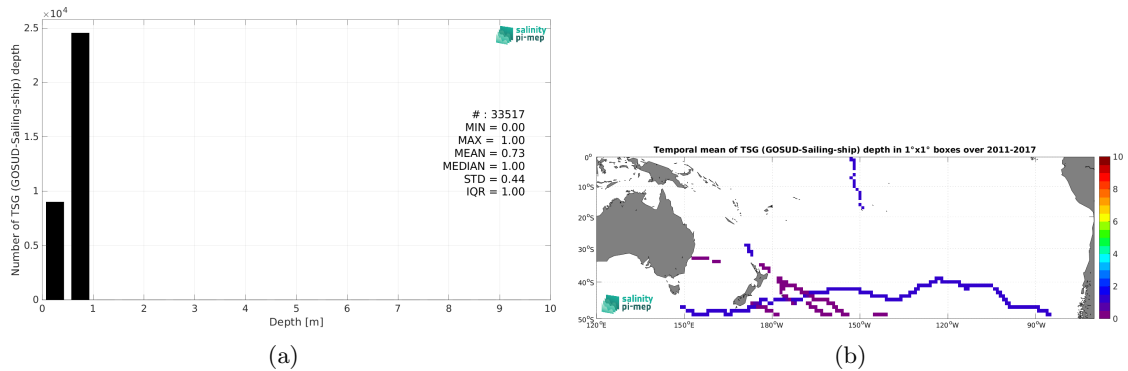 ×10⁴
2.5
2
1.5
1
0.5
0
0 1 2 3 4 5 6 7 8 9 10
Number of TSG (GOSUD-Sailing-ship) depth
Depth [m]
salinity
pi-mep
# : 33517
MIN = 0.00
MAX = 1.00
MEAN = 0.73
MEDIAN = 1.00
STD = 0.44
IQR = 1.00
(a)
Temporal mean of TSG (GOSUD-Sailing-ship) depth in 1°x1° boxes over 2011-2017
0°
10°S
20°S
30°S
40°S
50°S
120°E 150°E 180°W 150°W 120°W 90°W
salinity
pi-mep
10
8
6
4
2
0
(b)